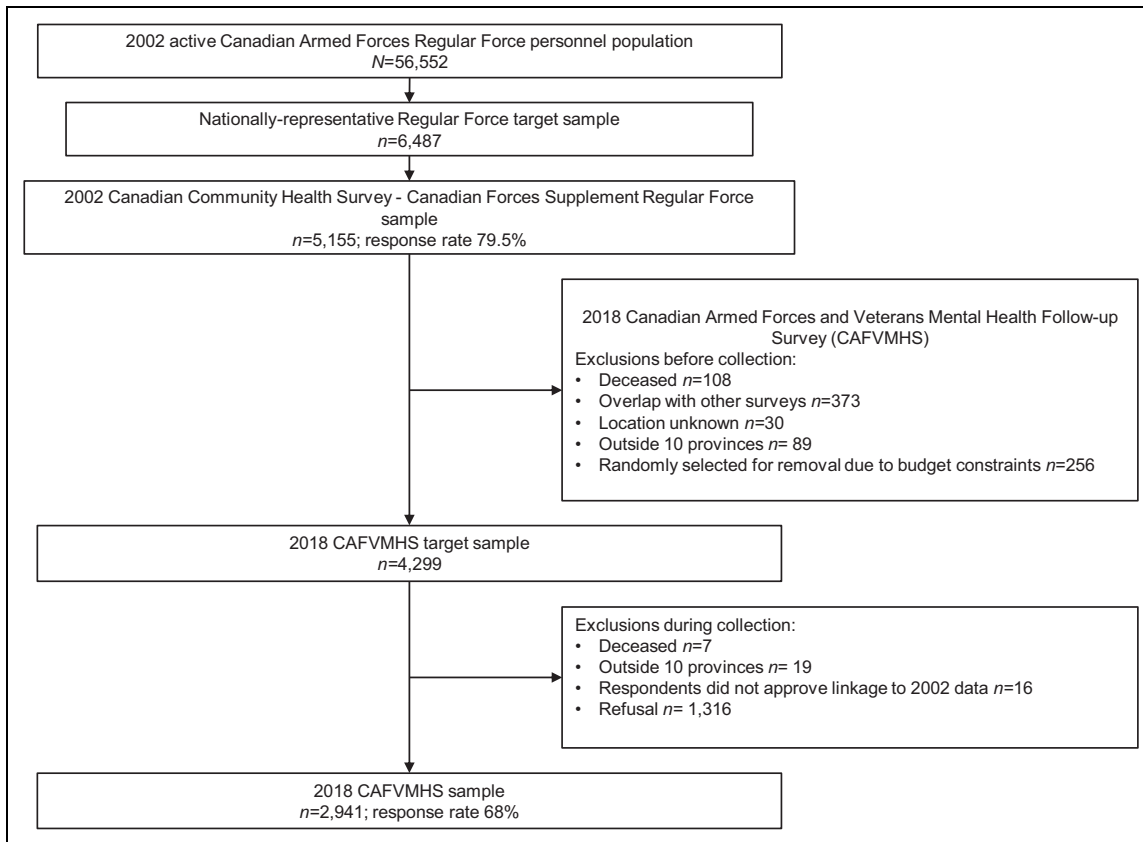 2002 active Canadian Armed Forces Regular Force personnel population
N=56,552
Nationally-representative Regular Force target sample
n=6,487
2002 Canadian Community Health Survey - Canadian Forces Supplement Regular Force
sample
n=5,155; response rate 79.5%
2018 Canadian Armed Forces and Veterans Mental Health Follow-up
Survey (CAFVMHS)
Exclusions before collection:
• Deceased n=108
• Overlap with other surveys n=373
• Location unknown n=30
• Outside 10 provinces n= 89
• Randomly selected for removal due to budget constraints n=256
2018 CAFVMHS target sample
n=4,299
Exclusions during collection:
• Deceased n=7
• Outside 10 provinces n= 19
• Respondents did not approve linkage to 2002 data n=16
• Refusal n= 1,316
2018 CAFVMHS sample
n=2,941; response rate 68%